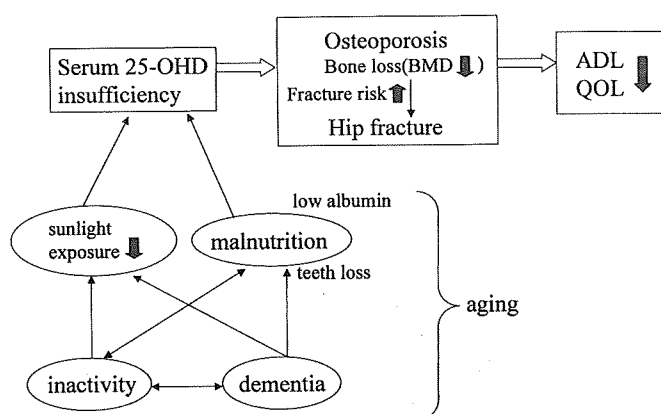 Serum 25-OHD
insufficiency
Osteoporosis
Bone loss(BMD )
Fracture risk
Hip fracture
ADL
QOL
sunlight
exposure
low albumin
malnutrition
teeth loss
aging
inactivity
dementia